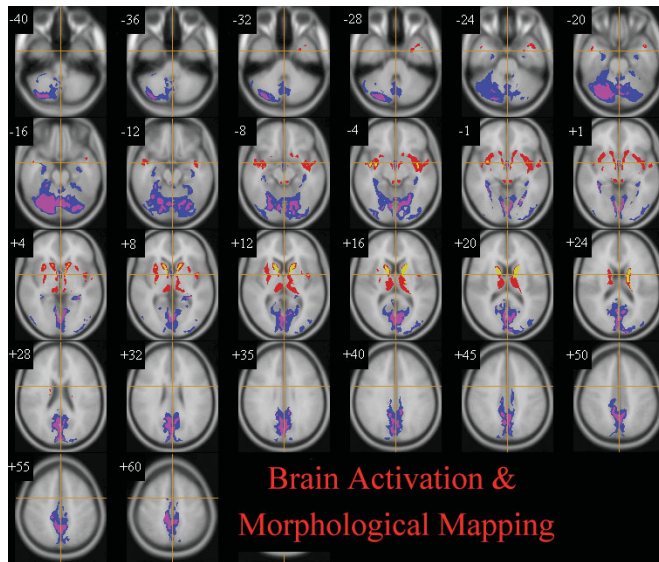 -40 -36 -32 -28 -24 -20
-16 -12 -8 -4 -1 +1
+4 +8 +12 +16 +20 +24
+28 +32 +35 +40 +45 +50
+55 +60
Brain Activation &
Morphological Mapping